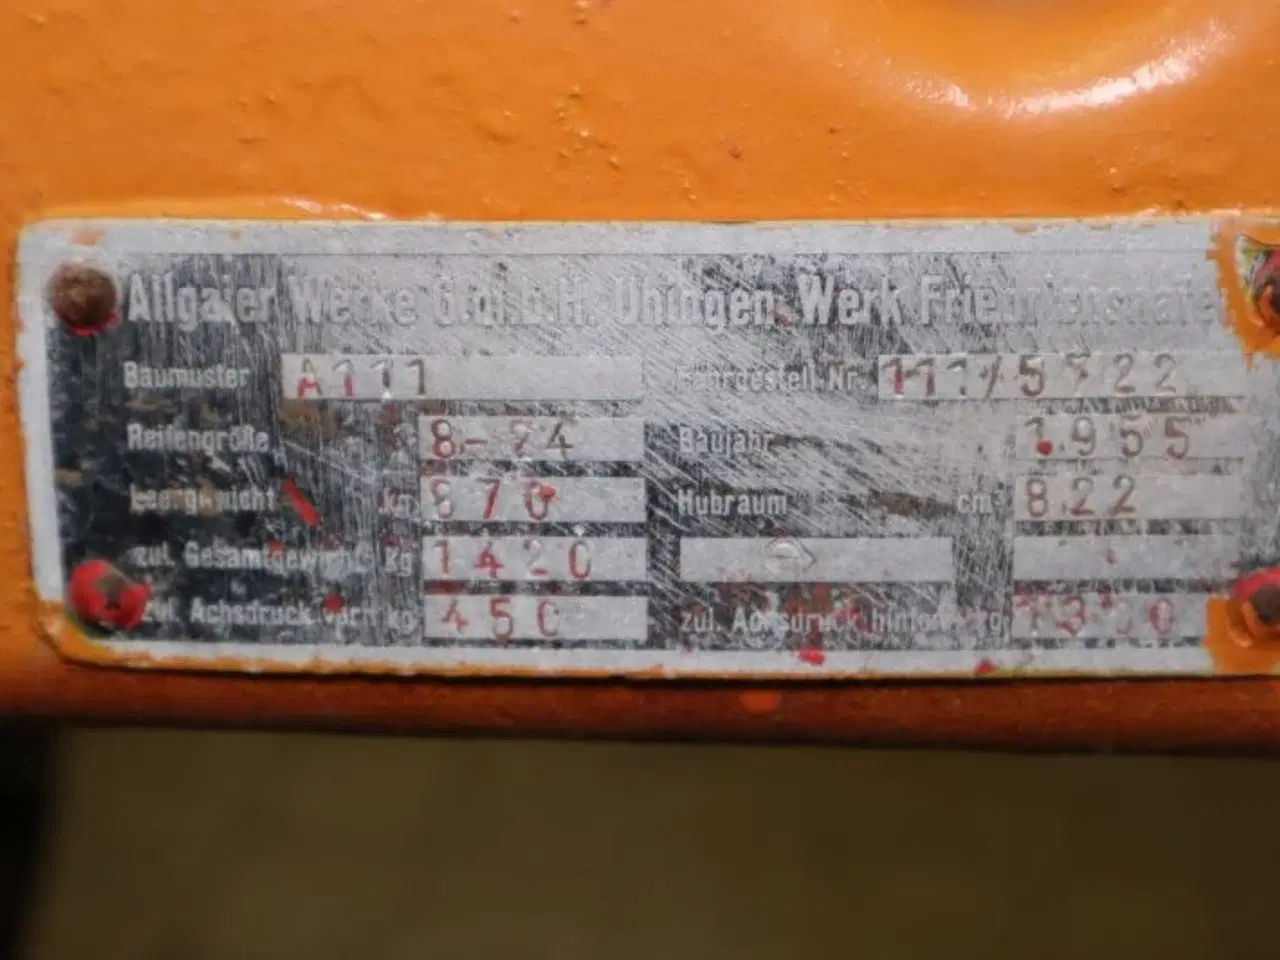 Allgaier Werke G.m.b.H. Uhingen, Werk Friedrichshafen
Baumuster A111 Fahrgestell.Nr. 111/5722
Reifengröße 8-24 Baujahr 1955
Leergewicht kg 870 Hubraum cm³ 822
zul. Gesamtgewicht kg 1420
zul. Achsdruck vorn kg 450 zul. Achsdruck hinten kg